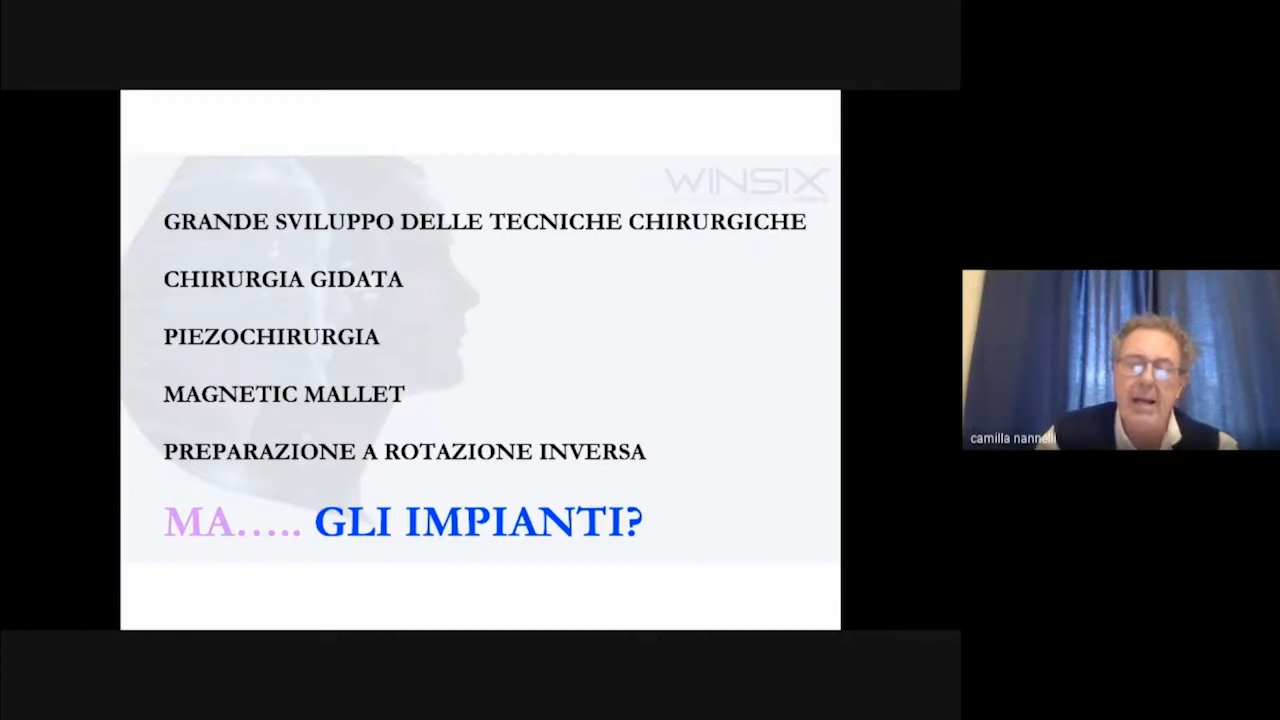 WINSIX
GRANDE SVILUPPO DELLE TECNICHE CHIRURGICHE
CHIRURGIA GIDATA
PIEZOCHIRURGIA
MAGNETIC MALLET
PREPARAZIONE A ROTAZIONE INVERSA
MA..... GLI IMPIANTI?
camilla nannelli